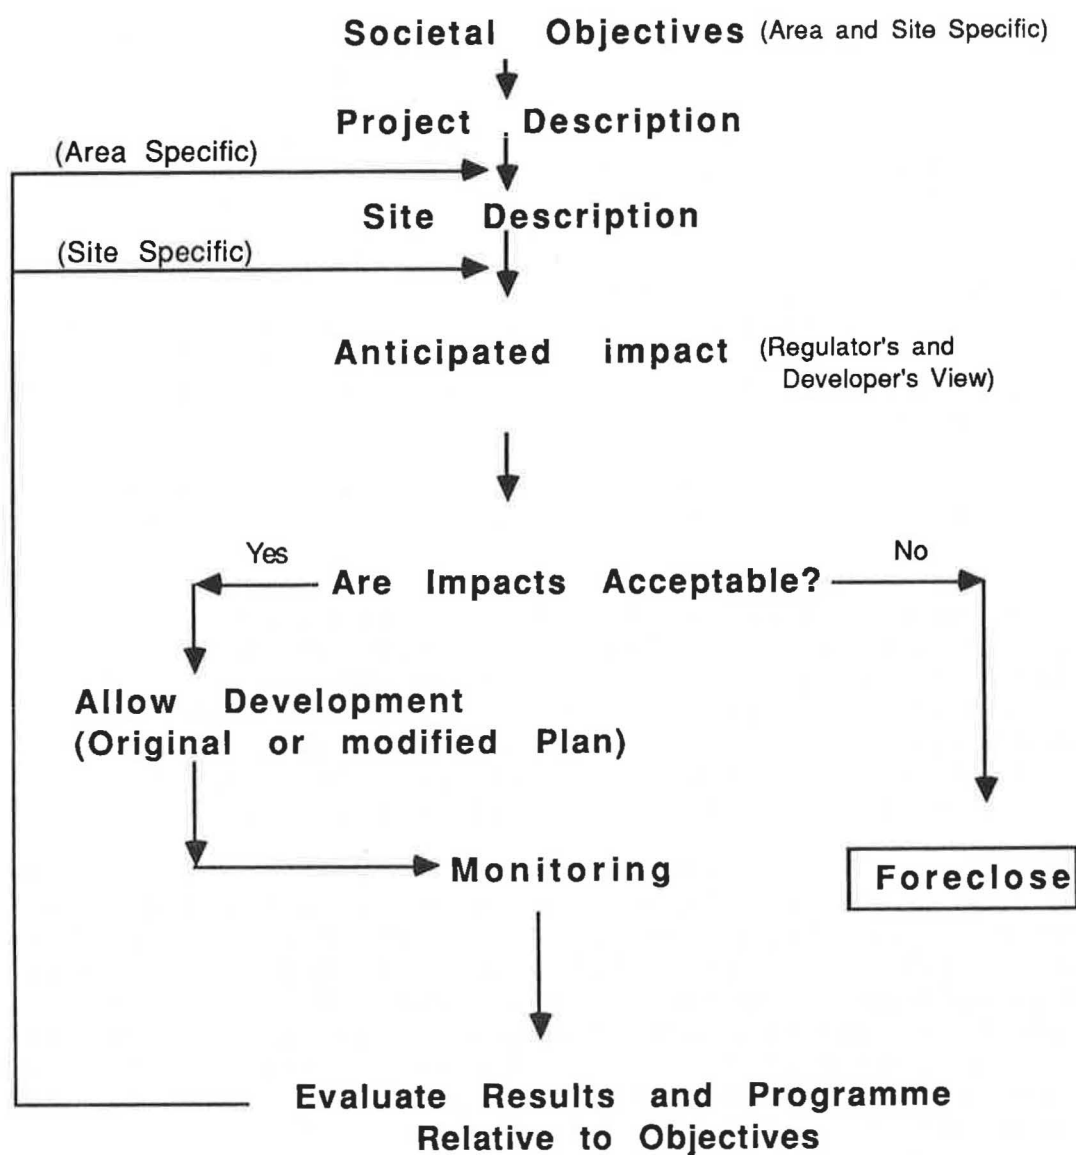 Societal Objectives (Area and Site Specific)
Project Description
(Area Specific)
Site Description
(Site Specific)
Anticipated impact (Regulator's and
Developer's View)
Yes
No
Are Impacts Acceptable?
Allow Development
(Original or modified Plan)
Monitoring
Foreclose
Evaluate Results and Programme
Relative to Objectives